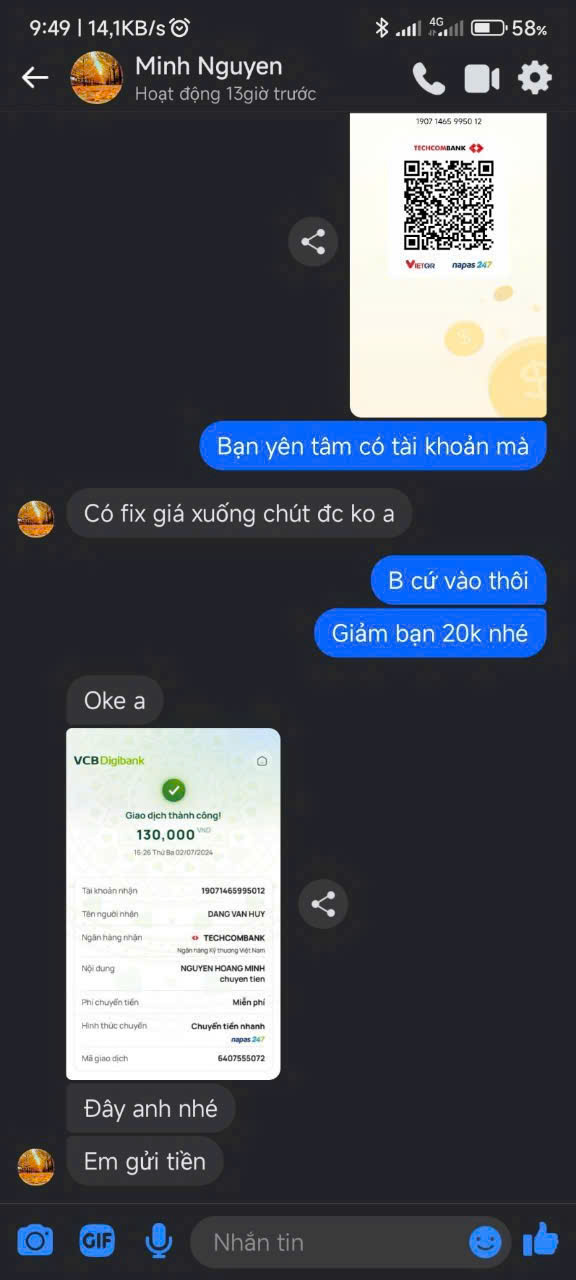 9:49 | 14,1KB/s
4G
58%
Minh Nguyen
Hoạt động 13giờ trước
1907 1465 9950 12
TECHCOMBANK
VIETQR napas 247
Bạn yên tâm có tài khoản mà
Có fix giá xuống chút đc ko a
B cứ vào thôi
Giảm bạn 20k nhé
Oke a
VCB Digibank
Giao dịch thành công!
130,000 VND
16:26 Thứ Ba 02/07/2024
Tài khoản nhận 19071465995012
Tên người nhận DANG VAN HUY
Ngân hàng nhận TECHCOMBANK
Ngân hàng Kỹ thương Việt Nam
Nội dung NGUYEN HOANG MINH
chuyen tien
Phí chuyển tiền Miễn phí
Hình thức chuyển Chuyển tiền nhanh
napas 247
Mã giao dịch 6407555072
Đây anh nhé
Em gửi tiền
GIF
Nhắn tin